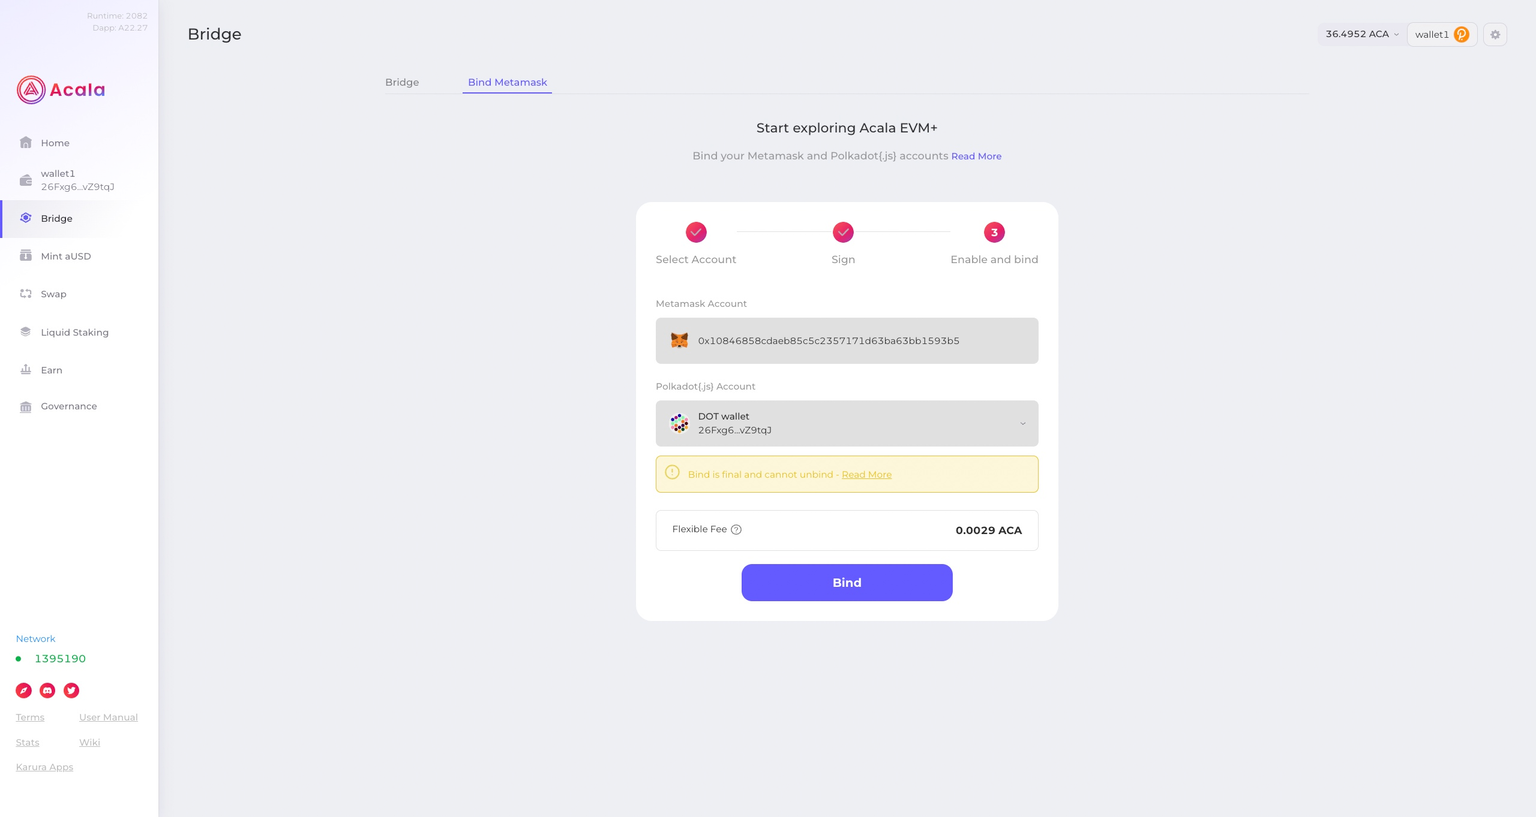 Runtime: 2082
Dapp: A22.27
Acala
Home
wallet1
26Fxg6...vZ9tqJ
Bridge
Mint aUSD
Swap
Liquid Staking
Earn
Governance
Network
1395190
Terms
User Manual
Stats
Wiki
Karura Apps
Bridge
36.4952 ACA
wallet1
Bridge
Bind Metamask
Start exploring Acala EVM+
Bind your Metamask and Polkadot{.js} accounts Read More
3
Select Account
Sign
Enable and bind
Metamask Account
0x10846858cdaeb85c5c2357171d63ba63bb1593b5
Polkadot{.js} Account
DOT wallet
26Fxg6...vZ9tqJ
Bind is final and cannot unbind - Read More
Flexible Fee
0.0029 ACA
Bind